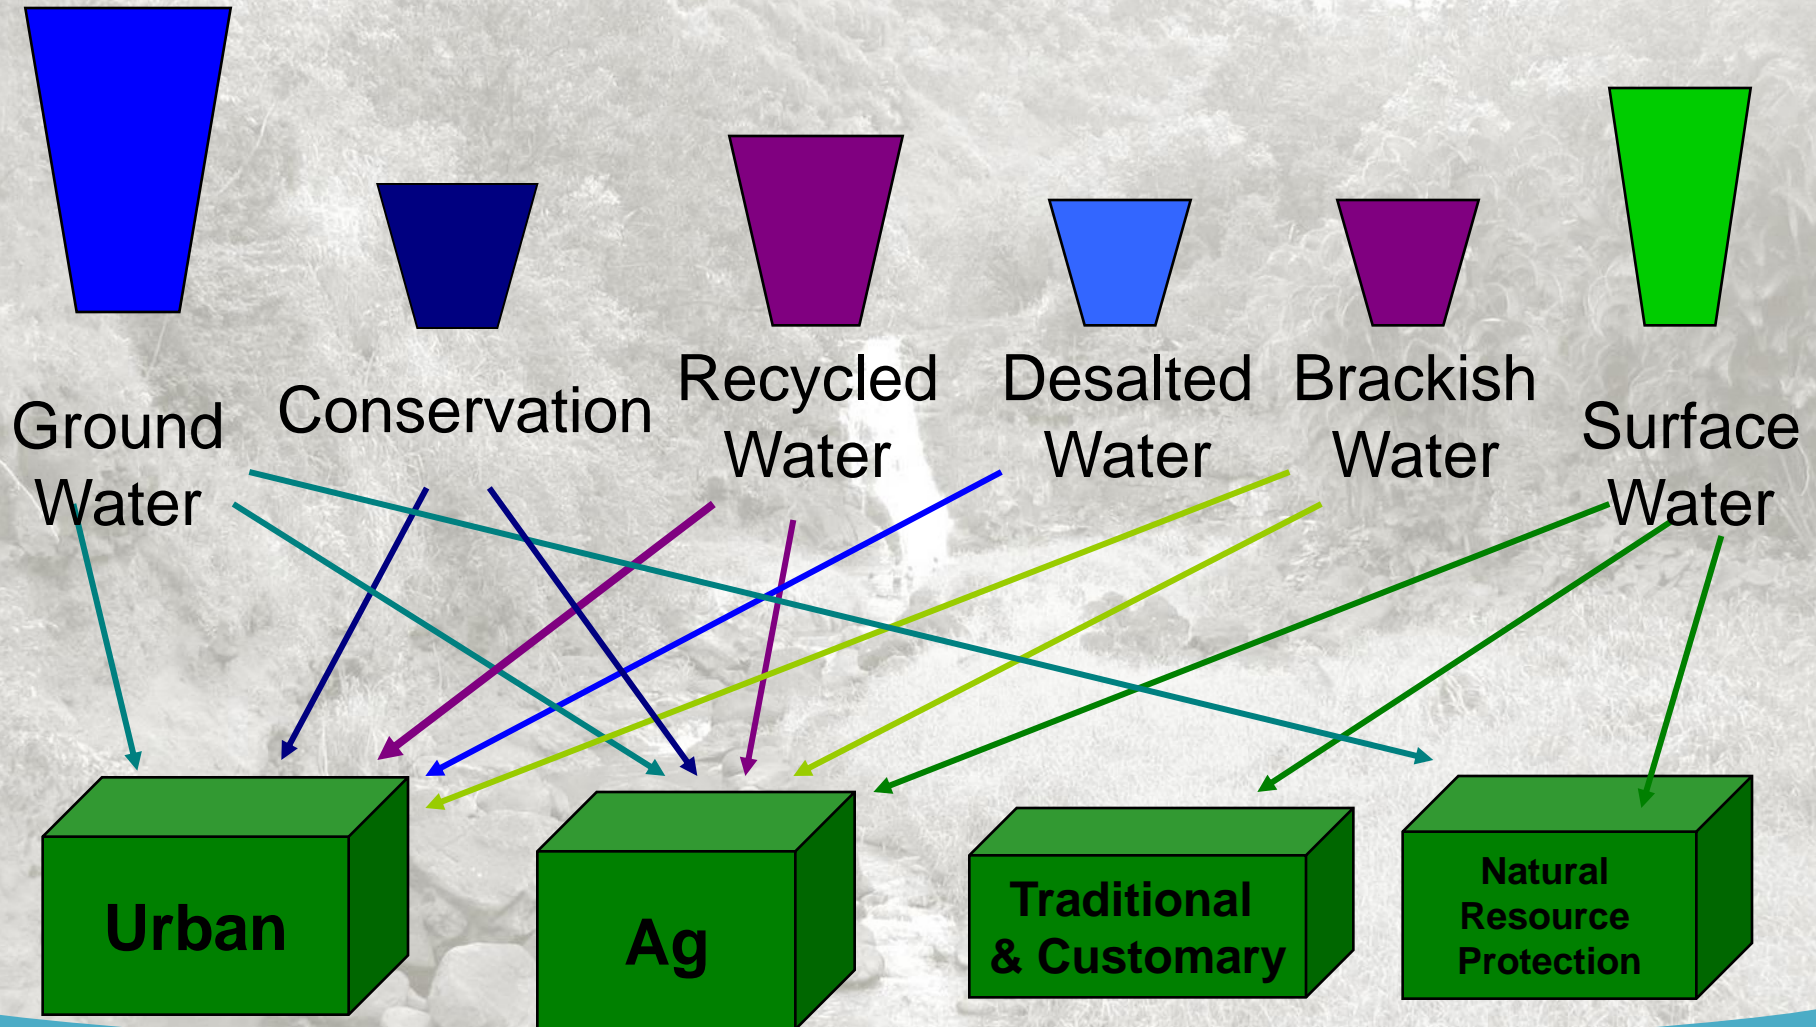 Ground
Water
Conservation
Recycled
Water
Desalted
Water
Brackish
Water
Surface
Water
Urban
Ag
Traditional
& Customary
Natural
Resource
Protection